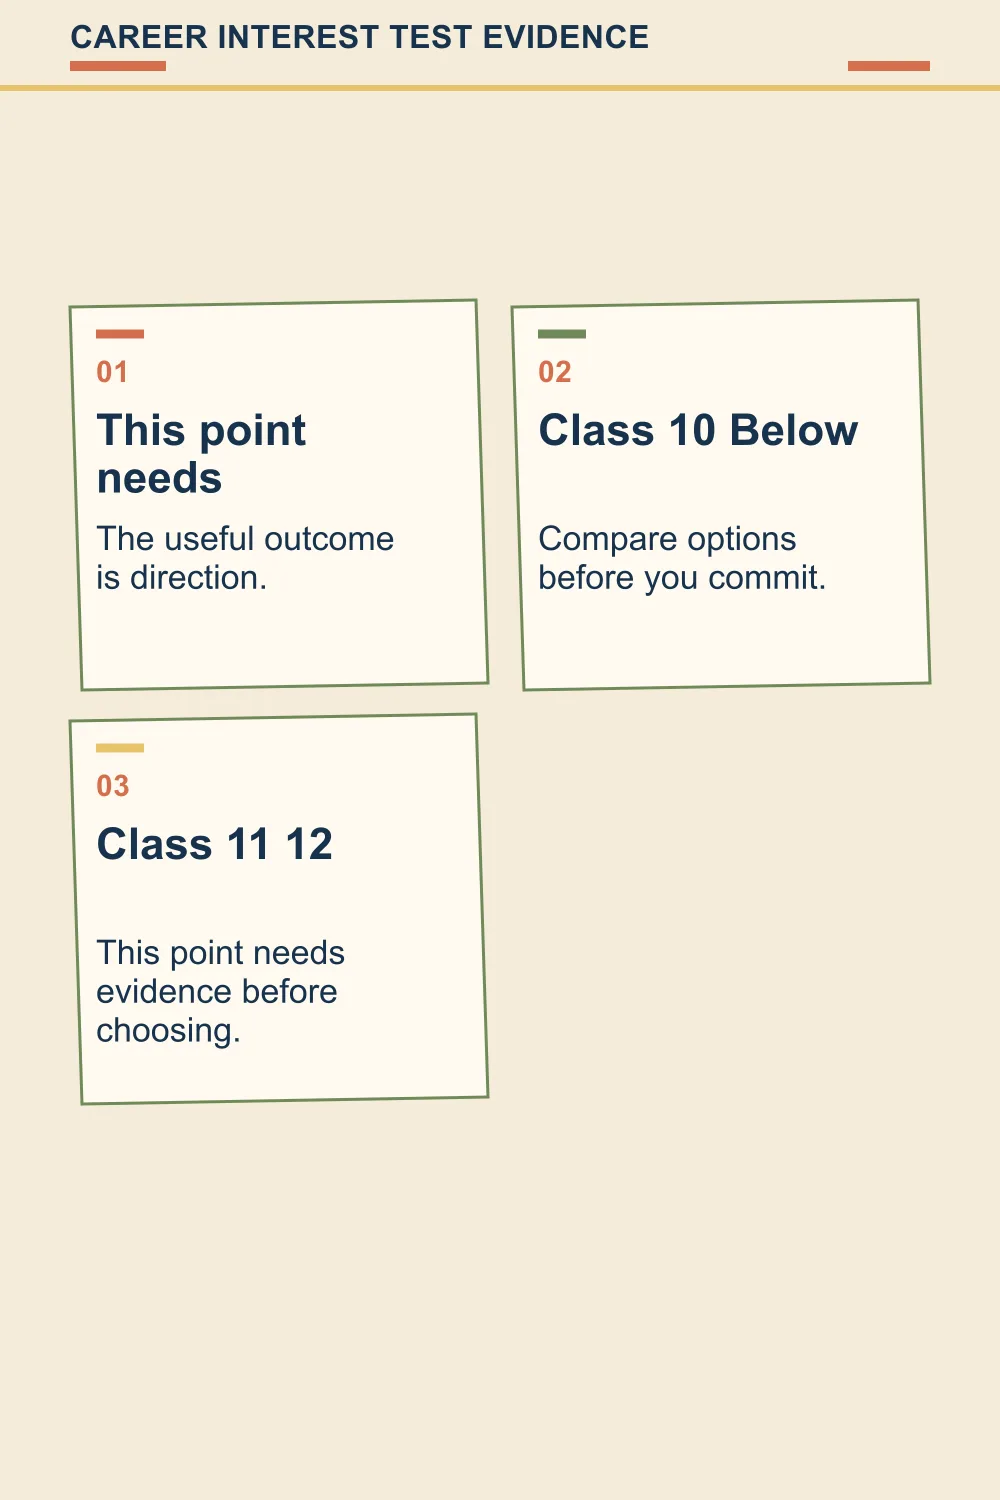 CAREER INTEREST TEST EVIDENCE
01
This point
needs
The useful outcome
is direction.
02
Class 10 Below
Compare options
before you commit.
03
Class 11 12
This point needs
evidence before
choosing.